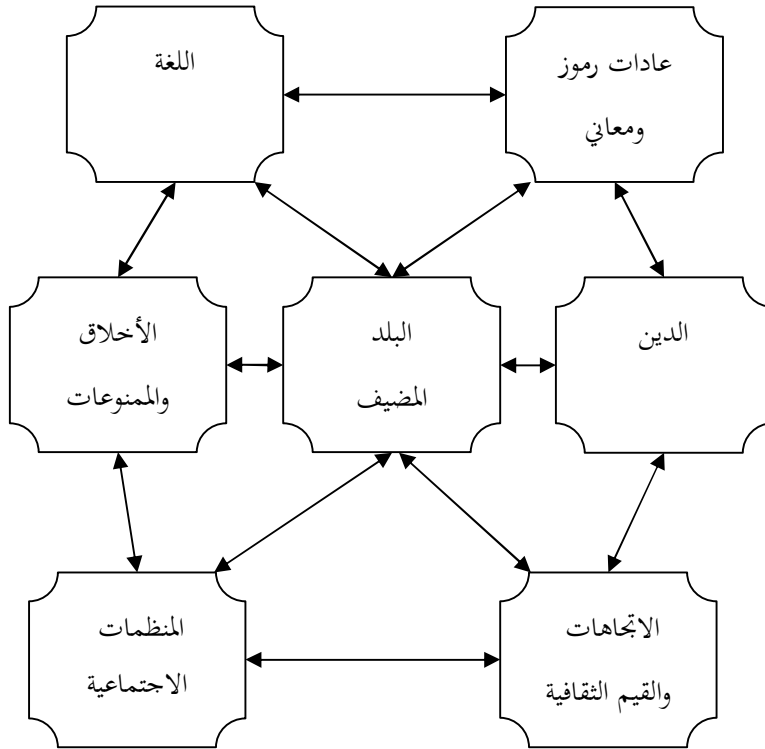 عادات رموز
ومعاني
اللغة
الدين
البلد
المضيف
الأخلاق
والممنوعات
الاتجاهات
والقيم الثقافية
المنظمات
الاجتماعية